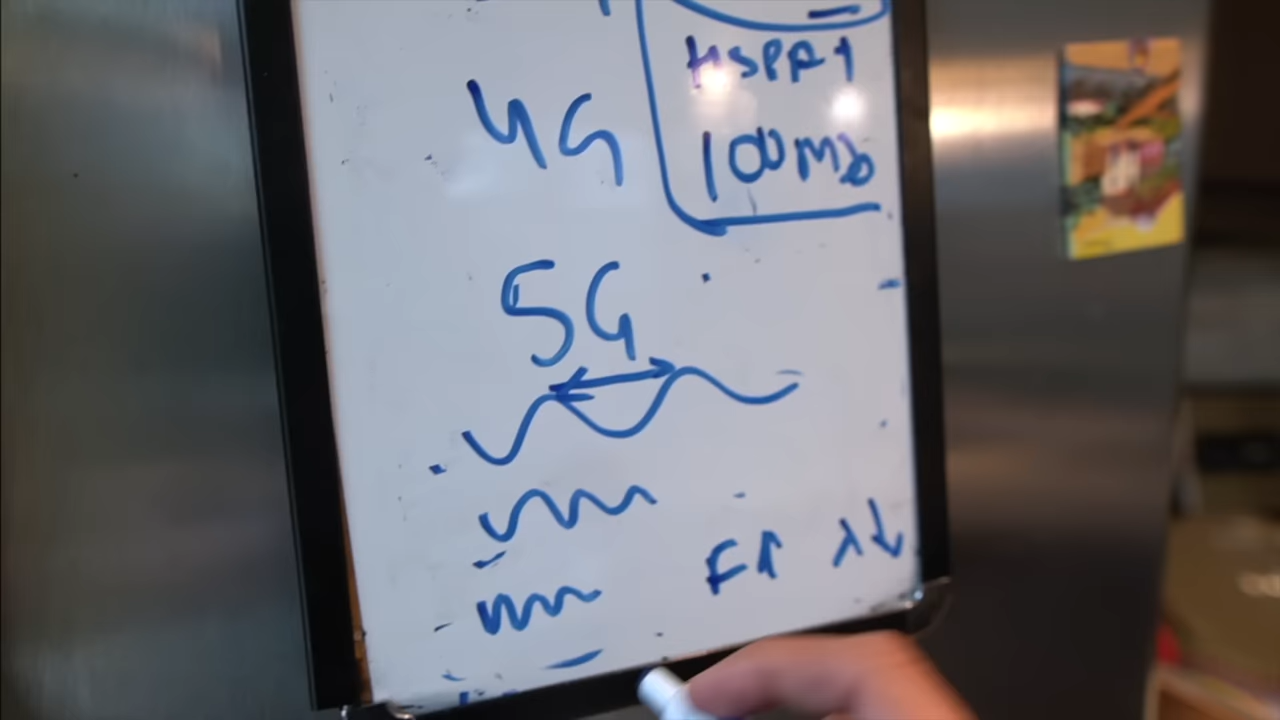 HSPA+
4G
100Mb
5G
F↑ λ↓